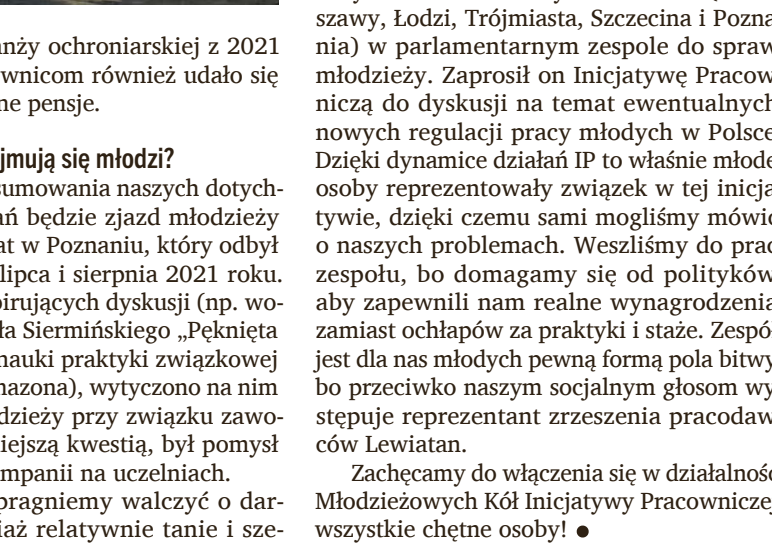 anży ochroniarskiej z 2021
wnicom również udało się
ne pensje.
jmują się młodzi?
sumowania naszych dotych-
ań będzie zjazd młodzieży
at w Poznaniu, który odbył
lipca i sierpnia 2021 roku.
pirujących dyskusji (np. wo-
ła Siermińskiego „Pęknięta
nauki praktyki związkowej
mazona), wytyczono na nim
dzieży przy związku zawo-
iejszą kwestią, był pomysł
mpanii na uczelniach.
pragniemy walczyć o dar-
iaż relatywnie tanie i sze-
szawy, Łodzi, Trójmiasta, Szczecina i Pozna
nia) w parlamentarnym zespole do spraw
młodzieży. Zaprosił on Inicjatywę Pracow
niczą do dyskusji na temat ewentualnych
nowych regulacji pracy młodych w Polsce
Dzięki dynamice działań IP to właśnie młode
osoby reprezentowały związek w tej inicja
tywie, dzięki czemu sami mogliśmy mówić
o naszych problemach. Weszliśmy do prac
zespołu, bo domagamy się od polityków
aby zapewnili nam realne wynagrodzenia
zamiast ochłapów za praktyki i staże. Zespó
jest dla nas młodych pewną formą pola bitwy
bo przeciwko naszym socjalnym głosom wy
stępuje reprezentant zrzeszenia pracodaw
ców Lewiatan.
Zachęcamy do włączenia się w działalnoś
Młodzieżowych Kół Inicjatywy Pracowniczej
wszystkie chętne osoby! ●